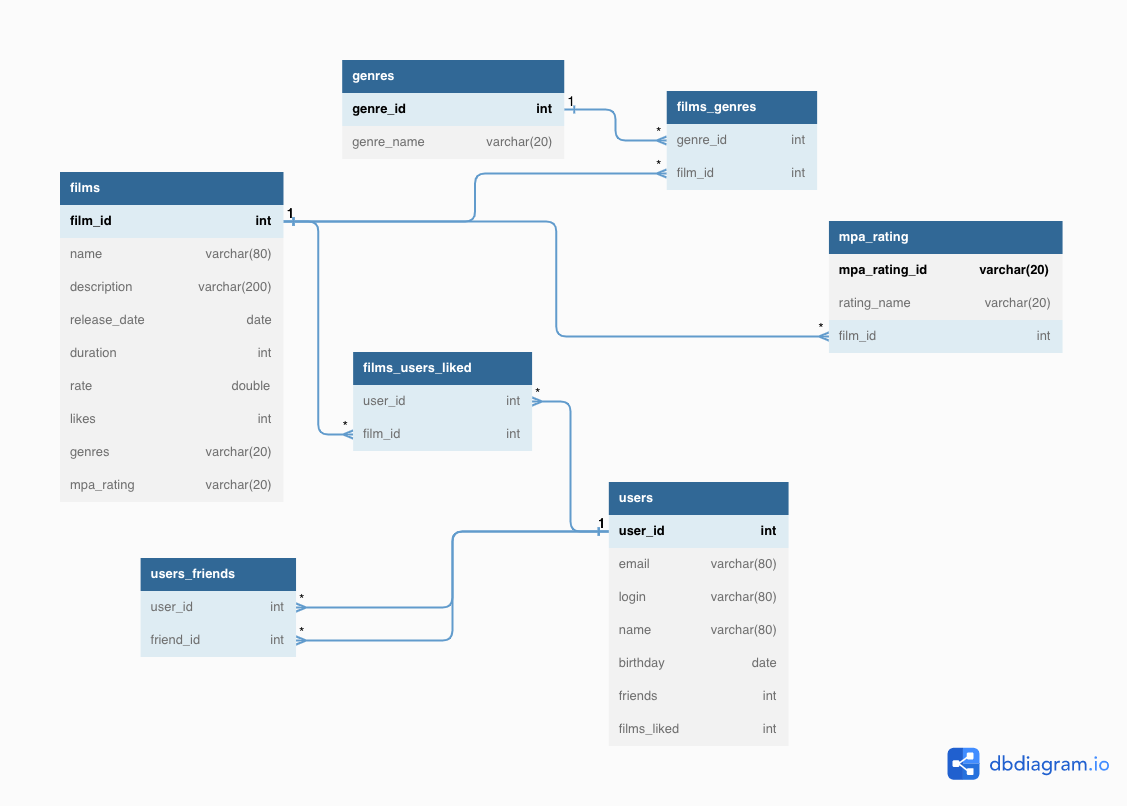 genres
genre_id int
genre_name varchar(20)
1
*
films_genres
genre_id int
film_id int
*
films
film_id int
name varchar(80)
description varchar(200)
release_date date
duration int
rate double
likes int
genres varchar(20)
mpa_rating varchar(20)
1
mpa_rating
mpa_rating_id varchar(20)
rating_name varchar(20)
film_id int
*
films_users_liked
user_id int
film_id int
*
*
users
user_id int
email varchar(80)
login varchar(80)
name varchar(80)
birthday date
friends int
films_liked int
1
users_friends
user_id int
friend_id int
*
*
dbdiagram.io